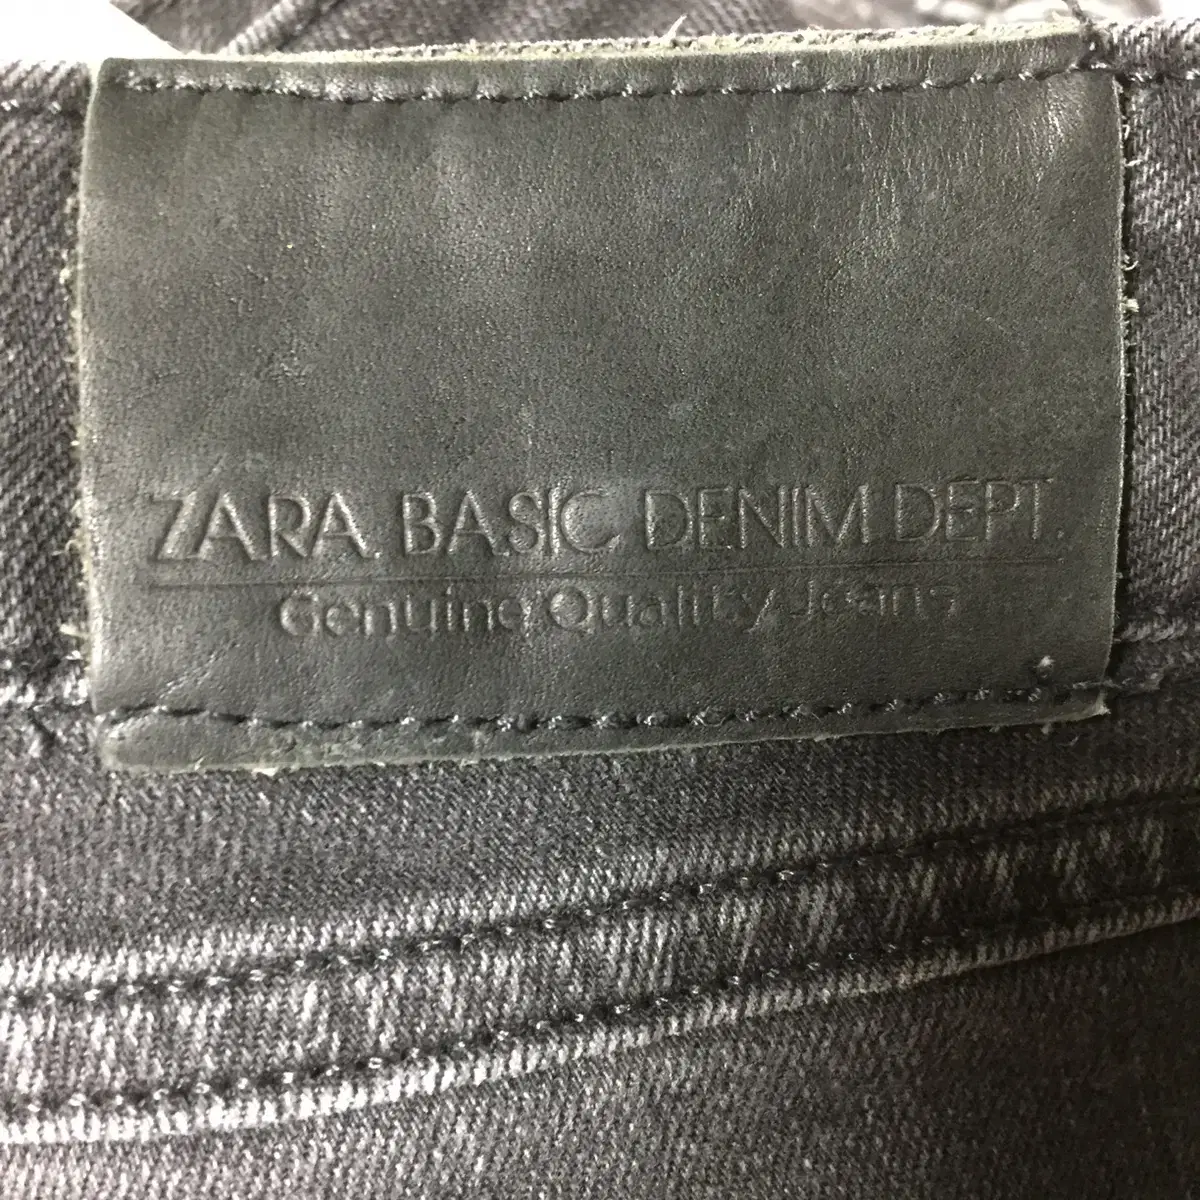 ZARA BASIC DENIM DEPT.
Genuine Quality Jeans